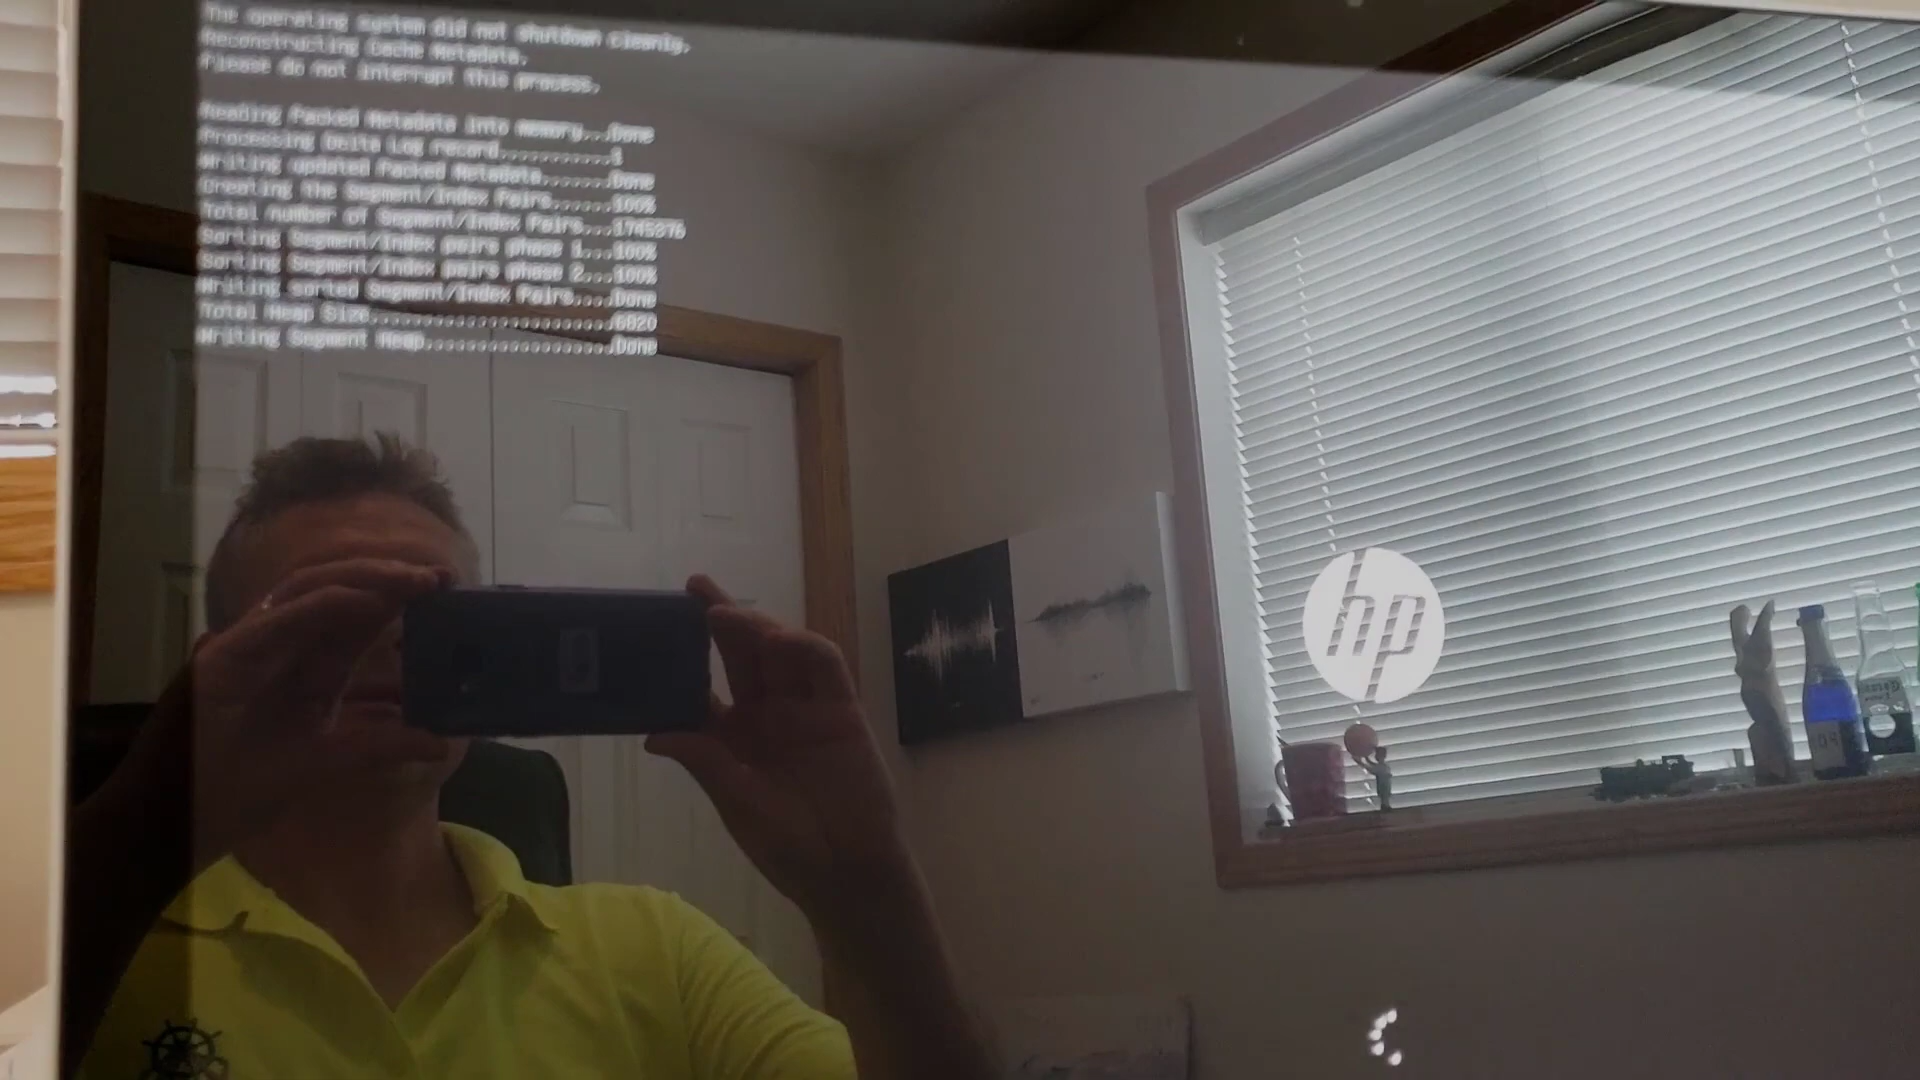 The operating system did not shutdown cleanly.
Reconstructing Cache Metadata.
Please do not interrupt this process.
Reading Packed Metadata into memory...Done
Processing Delta Log record...........1
Writing updated Packed Metadata.......Done
Creating the Segment/Index Pairs......100%
Total number of Segment/Index Pairs...1745376
Sorting Segment/Index pairs phase 1...100%
Sorting Segment/Index pairs phase 2...100%
Writing sorted Segment/Index Pairs....Done
Total Heap Size.......................6820
Writing Segment Heap..................Done
hp